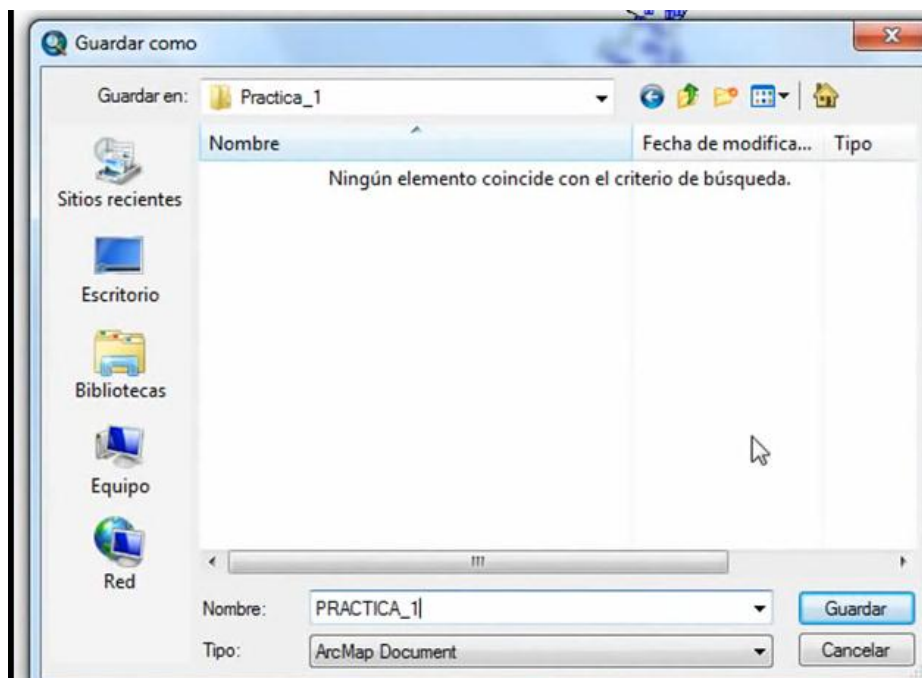 Guardar como
Guardar en: Practica_1
Nombre Fecha de modifica... Tipo
Ningún elemento coincide con el criterio de búsqueda.
Sitios recientes
Escritorio
Bibliotecas
Equipo
Red
Nombre: PRACTICA_1 Guardar
Tipo: ArcMap Document Cancelar